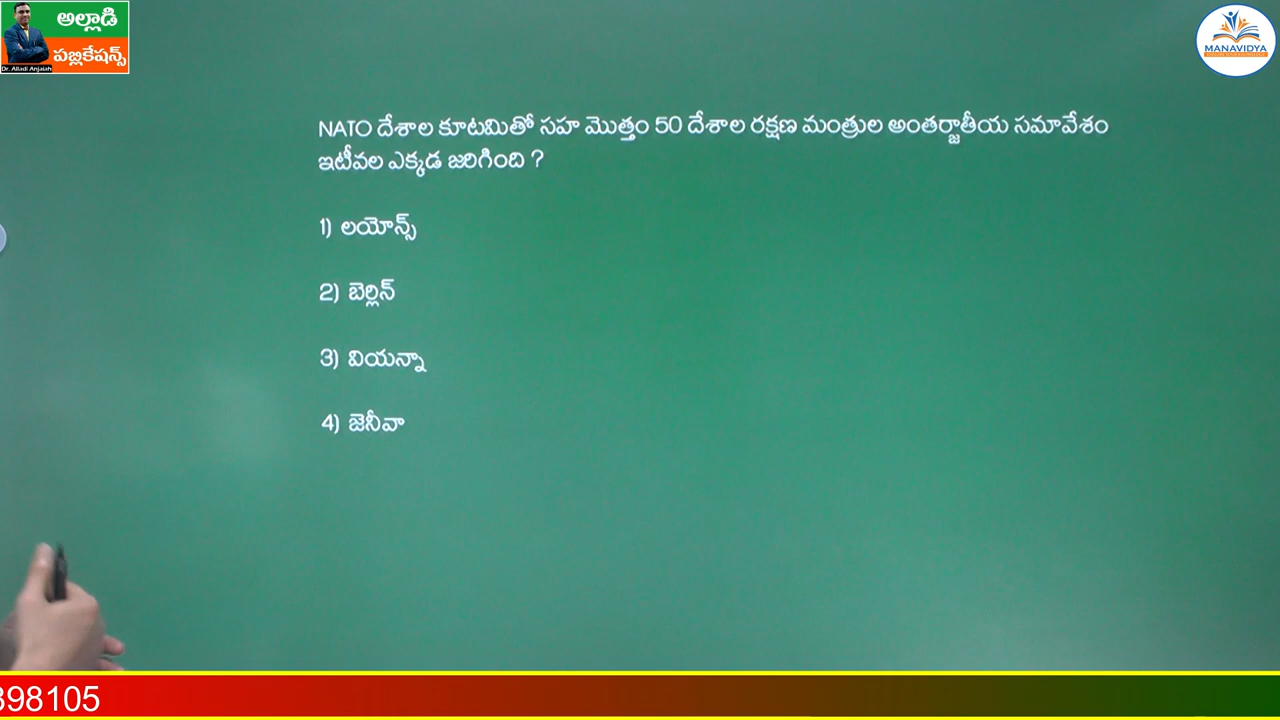 అల్లాడి
పబ్లికేషన్స్
Dr. Alladi Anjaiah
MANAVIDYA
NATO దేశాల కూటమితో సహ మొత్తం 50 దేశాల రక్షణ మంత్రుల అంతర్జాతీయ సమావేశం
ఇటీవల ఎక్కడ జరిగింది ?
1) లయోన్స్
2) బెర్లిన్
3) వియన్నా
4) జెనీవా
398105